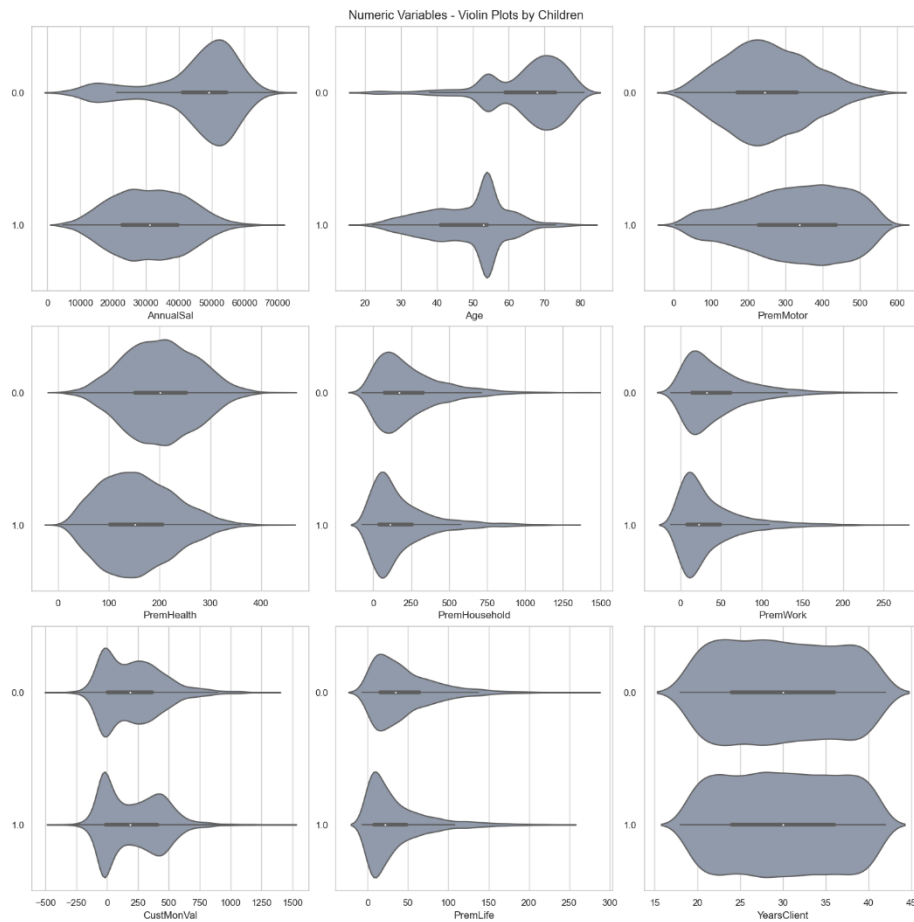 Numeric Variables - Violin Plots by Children
0.0
1.0
0 10000 20000 30000 40000 50000 60000 70000
AnnualSal
0.0
1.0
20 30 40 50 60 70 80
Age
0.0
1.0
0 100 200 300 400 500 600
PremMotor
0.0
1.0
0 100 200 300 400
PremHealth
0.0
1.0
0 250 500 750 1000 1250 1500
PremHousehold
0.0
1.0
0 50 100 150 200 250
PremWork
0.0
1.0
−500 −250 0 250 500 750 1000 1250 1500
CustMonVal
0.0
1.0
0 50 100 150 200 250 300
PremLife
0.0
1.0
15 20 25 30 35 40 45
YearsClient